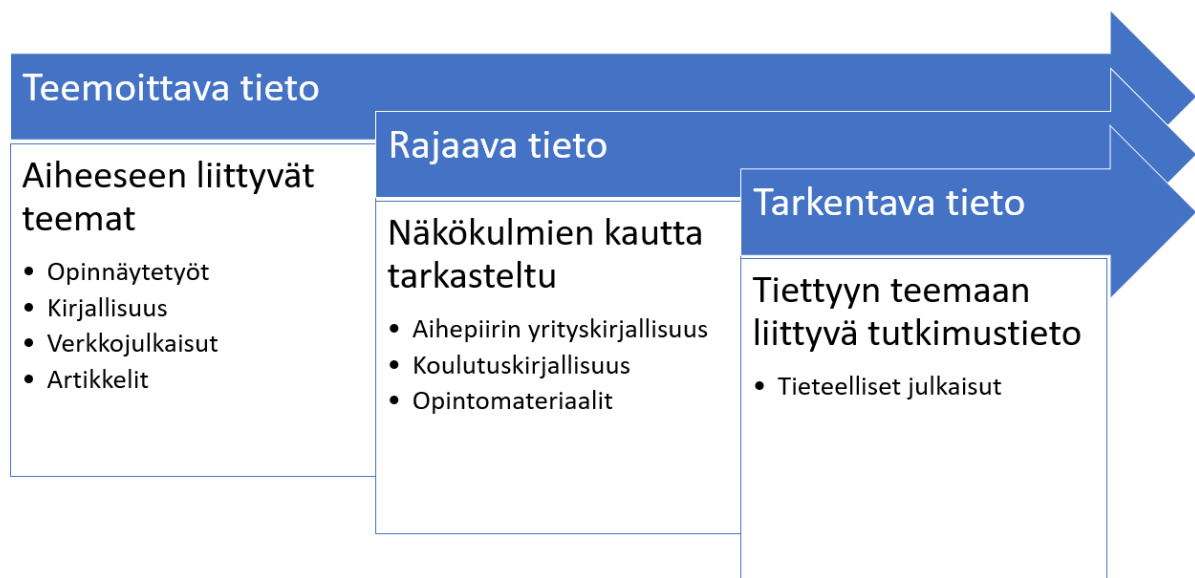 Teemoittava tieto
Aiheeseen liittyvät
teemat
• Opinnäytetyöt
• Kirjallisuus
• Verkkojulkaisut
• Artikkelit
Rajaava tieto
Näkökulmien kautta
tarkasteltu
• Aihepiirin yrityskirjallisuus
• Koulutuskirjallisuus
• Opintomateriaalit
Tarkentava tieto
Tiettyyn teemaan
liittyvä tutkimustieto
• Tieteelliset julkaisut